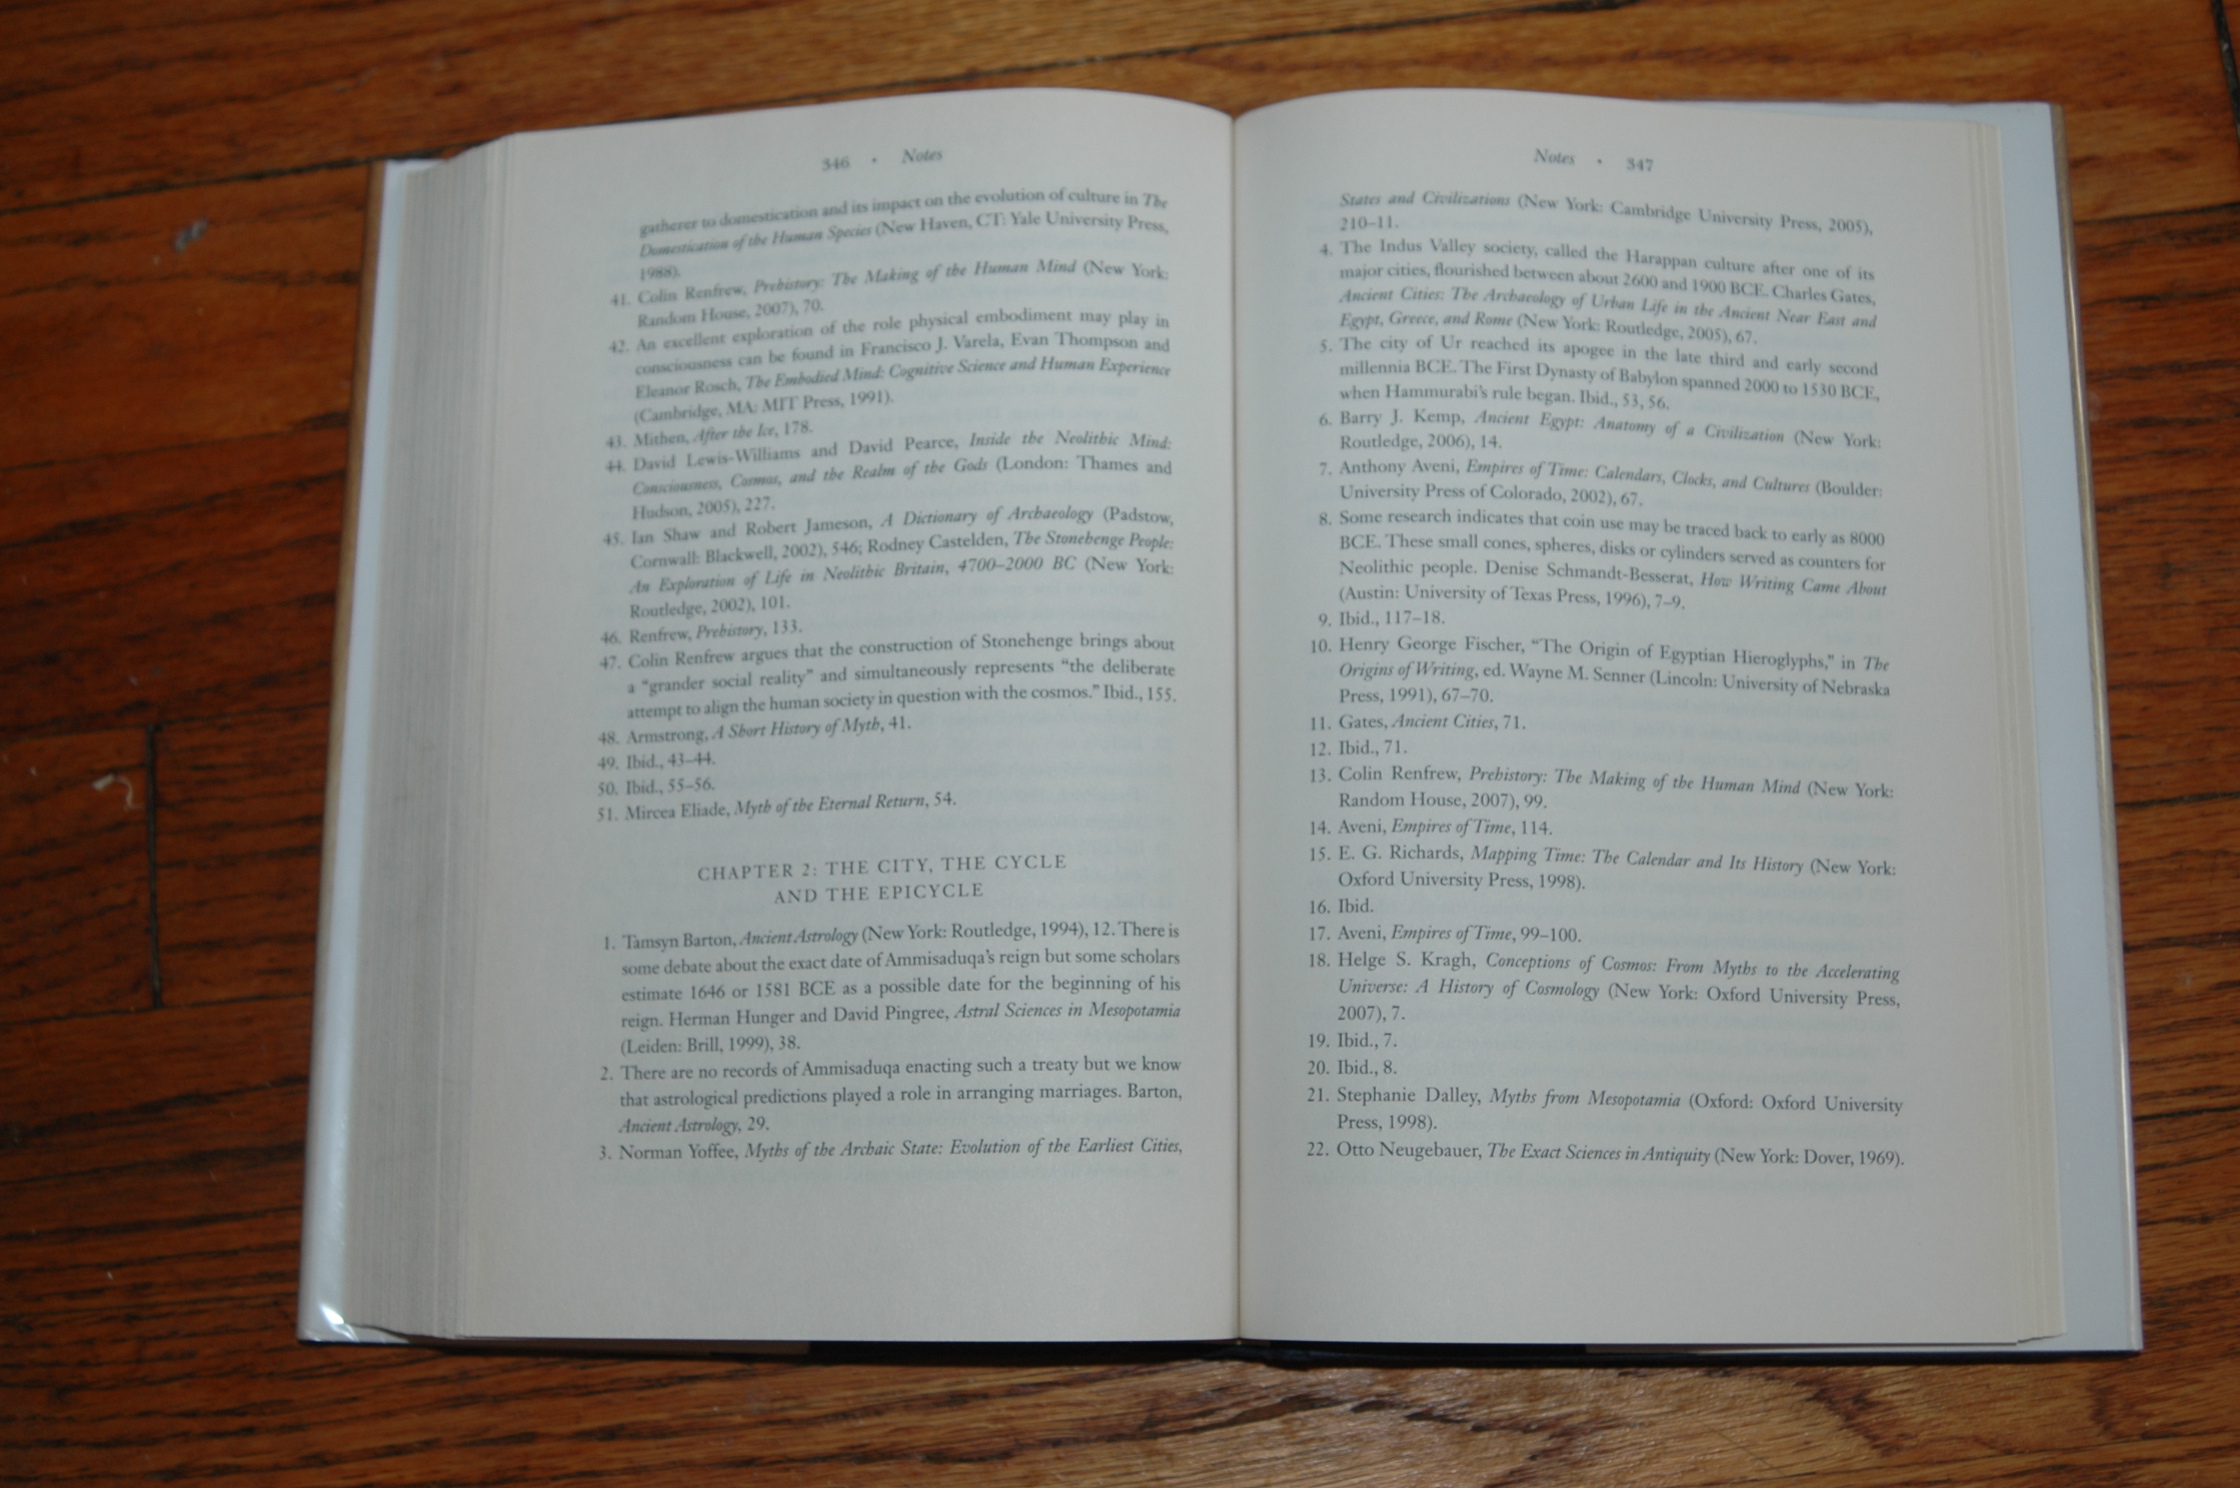 346 • Notes
gatherer to domestication and its impact on the evolution of culture in The
Domestication of the Human Species (New Haven, CT: Yale University Press,
1988).
41. Colin Renfrew, Prehistory: The Making of the Human Mind (New York:
Random House, 2007), 70.
42. An excellent exploration of the role physical embodiment may play in
consciousness can be found in Francisco J. Varela, Evan Thompson and
Eleanor Rosch, The Embodied Mind: Cognitive Science and Human Experience
(Cambridge, MA: MIT Press, 1991).
43. Mithen, After the Ice, 178.
44. David Lewis-Williams and David Pearce, Inside the Neolithic Mind:
Consciousness, Cosmos, and the Realm of the Gods (London: Thames and
Hudson, 2005), 227.
45. Ian Shaw and Robert Jameson, A Dictionary of Archaeology (Padstow,
Cornwall: Blackwell, 2002), 546; Rodney Castelden, The Stonehenge People:
An Exploration of Life in Neolithic Britain, 4700–2000 BC (New York:
Routledge, 2002), 101.
46. Renfrew, Prehistory, 133.
47. Colin Renfrew argues that the construction of Stonehenge brings about
a “grander social reality” and simultaneously represents “the deliberate
attempt to align the human society in question with the cosmos.” Ibid., 155.
48. Armstrong, A Short History of Myth, 41.
49. Ibid., 43–44.
50. Ibid., 55–56.
51. Mircea Eliade, Myth of the Eternal Return, 54.
CHAPTER 2: THE CITY, THE CYCLE
AND THE EPICYCLE
1. Tamsyn Barton, Ancient Astrology (New York: Routledge, 1994), 12. There is
some debate about the exact date of Ammisaduqa’s reign but some scholars
estimate 1646 or 1581 BCE as a possible date for the beginning of his
reign. Herman Hunger and David Pingree, Astral Sciences in Mesopotamia
(Leiden: Brill, 1999), 38.
2. There are no records of Ammisaduqa enacting such a treaty but we know
that astrological predictions played a role in arranging marriages. Barton,
Ancient Astrology, 29.
3. Norman Yoffee, Myths of the Archaic State: Evolution of the Earliest Cities,
Notes • 347
States and Civilizations (New York: Cambridge University Press, 2005),
210–11.
4. The Indus Valley society, called the Harappan culture after one of its
major cities, flourished between about 2600 and 1900 BCE. Charles Gates,
Ancient Cities: The Archaeology of Urban Life in the Ancient Near East and
Egypt, Greece, and Rome (New York: Routledge, 2005), 67.
5. The city of Ur reached its apogee in the late third and early second
millennia BCE. The First Dynasty of Babylon spanned 2000 to 1530 BCE,
when Hammurabi’s rule began. Ibid., 53, 56.
6. Barry J. Kemp, Ancient Egypt: Anatomy of a Civilization (New York:
Routledge, 2006), 14.
7. Anthony Aveni, Empires of Time: Calendars, Clocks, and Cultures (Boulder:
University Press of Colorado, 2002), 67.
8. Some research indicates that coin use may be traced back to early as 8000
BCE. These small cones, spheres, disks or cylinders served as counters for
Neolithic people. Denise Schmandt-Besserat, How Writing Came About
(Austin: University of Texas Press, 1996), 7–9.
9. Ibid., 117–18.
10. Henry George Fischer, “The Origin of Egyptian Hieroglyphs,” in The
Origins of Writing, ed. Wayne M. Senner (Lincoln: University of Nebraska
Press, 1991), 67–70.
11. Gates, Ancient Cities, 71.
12. Ibid., 71.
13. Colin Renfrew, Prehistory: The Making of the Human Mind (New York:
Random House, 2007), 99.
14. Aveni, Empires of Time, 114.
15. E. G. Richards, Mapping Time: The Calendar and Its History (New York:
Oxford University Press, 1998).
16. Ibid.
17. Aveni, Empires of Time, 99–100.
18. Helge S. Kragh, Conceptions of Cosmos: From Myths to the Accelerating
Universe: A History of Cosmology (New York: Oxford University Press,
2007), 7.
19. Ibid., 7.
20. Ibid., 8.
21. Stephanie Dalley, Myths from Mesopotamia (Oxford: Oxford University
Press, 1998).
22. Otto Neugebauer, The Exact Sciences in Antiquity (New York: Dover, 1969).